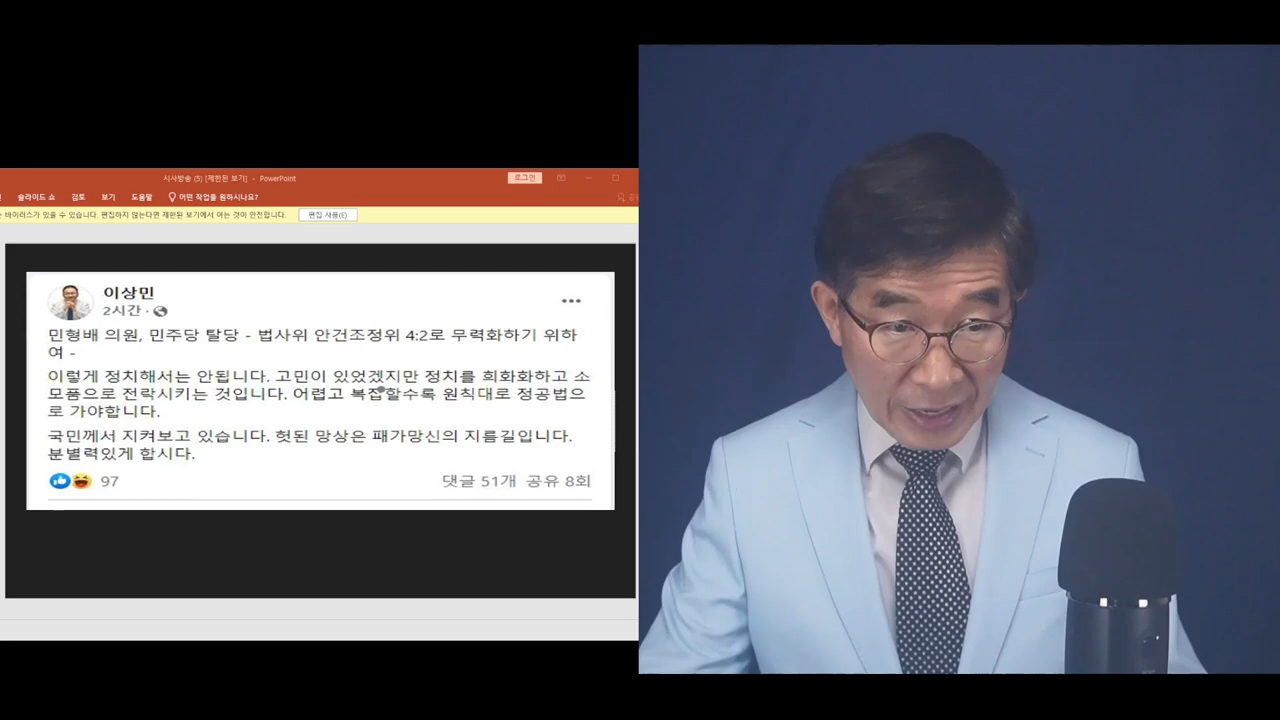 시사방송 (5) [제한된 보기] - PowerPoint
로그인
슬라이드 쇼 검토 보기 도움말 어떤 작업을 원하시나요?
바이러스가 있을 수 있습니다. 편집하지 않는다면 제한된 보기에서 여는 것이 안전합니다. 편집 사용(E)
이상민
2시간
민형배 의원, 민주당 탈당 - 법사위 안건조정위 4:2로 무력화하기 위하
여 -
이렇게 정치해서는 안됩니다. 고민이 있었겠지만 정치를 희화화하고 소
모품으로 전락시키는 것입니다. 어렵고 복잡할수록 원칙대로 정공법으
로 가야합니다.
국민께서 지켜보고 있습니다. 헛된 망상은 패가망신의 지름길입니다.
분별력있게 합시다.
97 댓글 51개 공유 8회